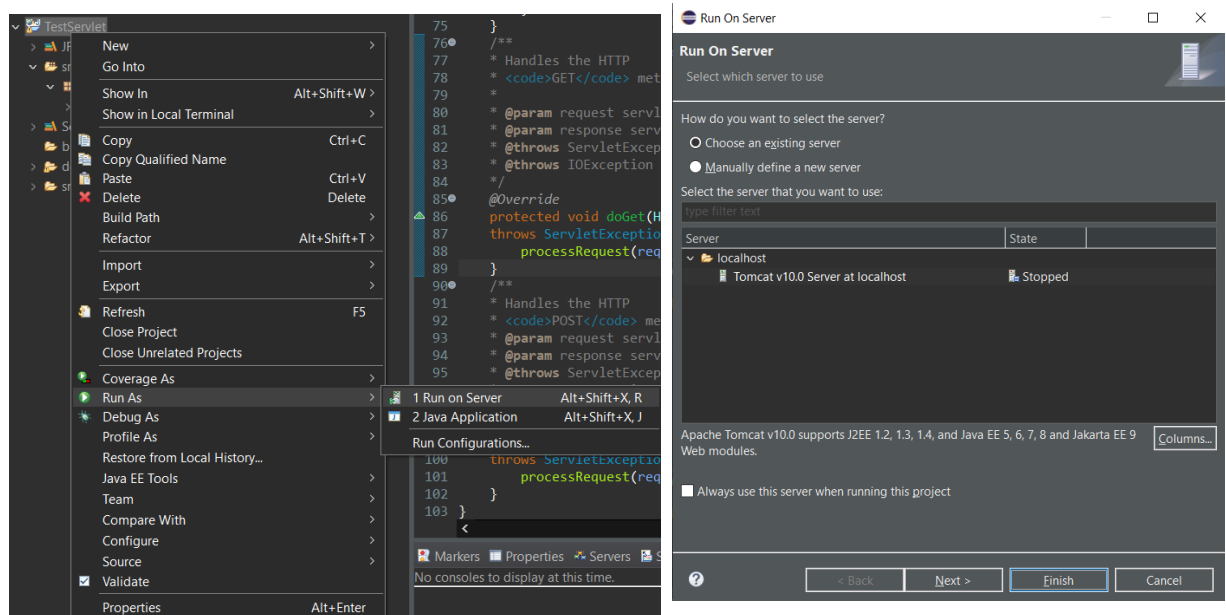 TestServlet
New
Go Into
Show In Alt+Shift+W
Show in Local Terminal
Copy Ctrl+C
Copy Qualified Name
Paste Ctrl+V
Delete Delete
Build Path
Refactor Alt+Shift+T
Import
Export
Refresh F5
Close Project
Close Unrelated Projects
Coverage As
Run As
Debug As
Profile As
Restore from Local History...
Java EE Tools
Team
Compare With
Configure
Source
Validate
Properties Alt+Enter
1 Run on Server Alt+Shift+X, R
2 Java Application Alt+Shift+X, J
Run Configurations...
75 }
76 /**
77 * Handles the HTTP
78 * <code>GET</code> met
79 *
80 * @param request servl
81 * @param response serv
82 * @throws ServletExcep
83 * @throws IOException
84 */
85 @Override
86 protected void doGet(H
87 throws ServletExceptio
88 processRequest(req
89 }
90 /**
91 * Handles the HTTP
92 * <code>POST</code> me
93 * @param request servl
94 * @param response serv
95 * @throws ServletExcep
100 throws ServletExceptio
101 processRequest(req
102 }
103 }
Markers Properties Servers
No consoles to display at this time.
Run On Server
Run On Server
Select which server to use
How do you want to select the server?
Choose an existing server
Manually define a new server
Select the server that you want to use:
type filter text
Server State
localhost
Tomcat v10.0 Server at localhost Stopped
Apache Tomcat v10.0 supports J2EE 1.2, 1.3, 1.4, and Java EE 5, 6, 7, 8 and Jakarta EE 9
Web modules.
Columns...
Always use this server when running this project
< Back Next > Finish Cancel